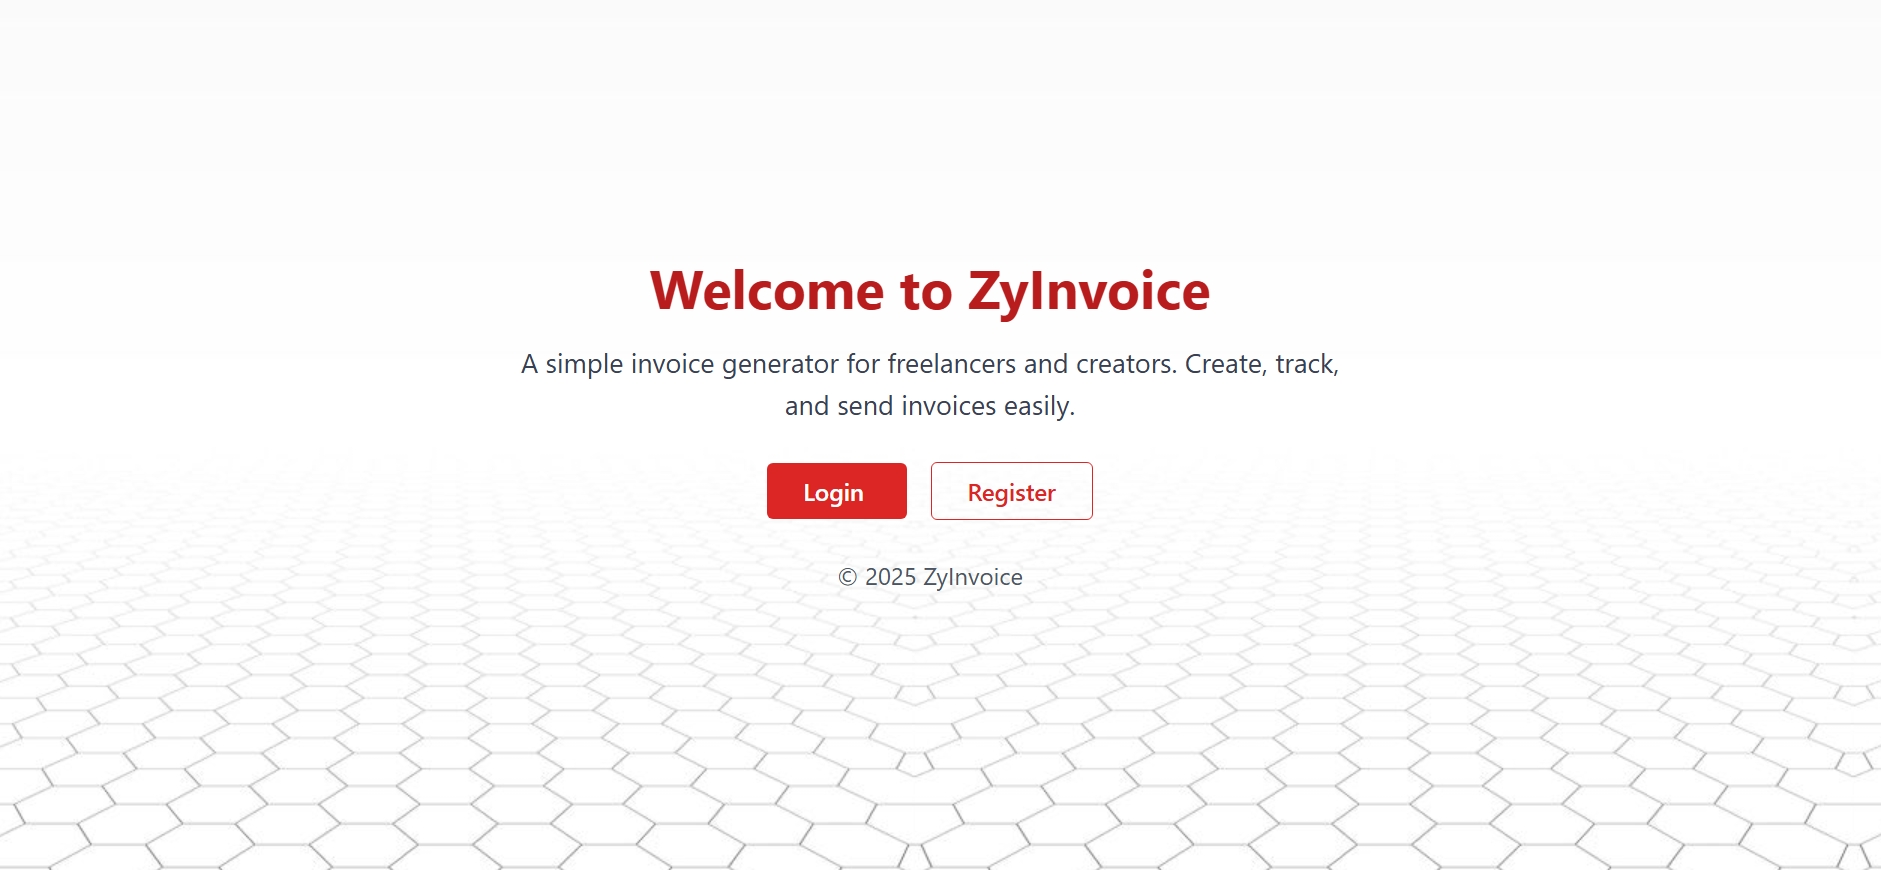 Welcome to ZyInvoice
A simple invoice generator for freelancers and creators. Create, track,
and send invoices easily.
Login
Register
© 2025 ZyInvoice